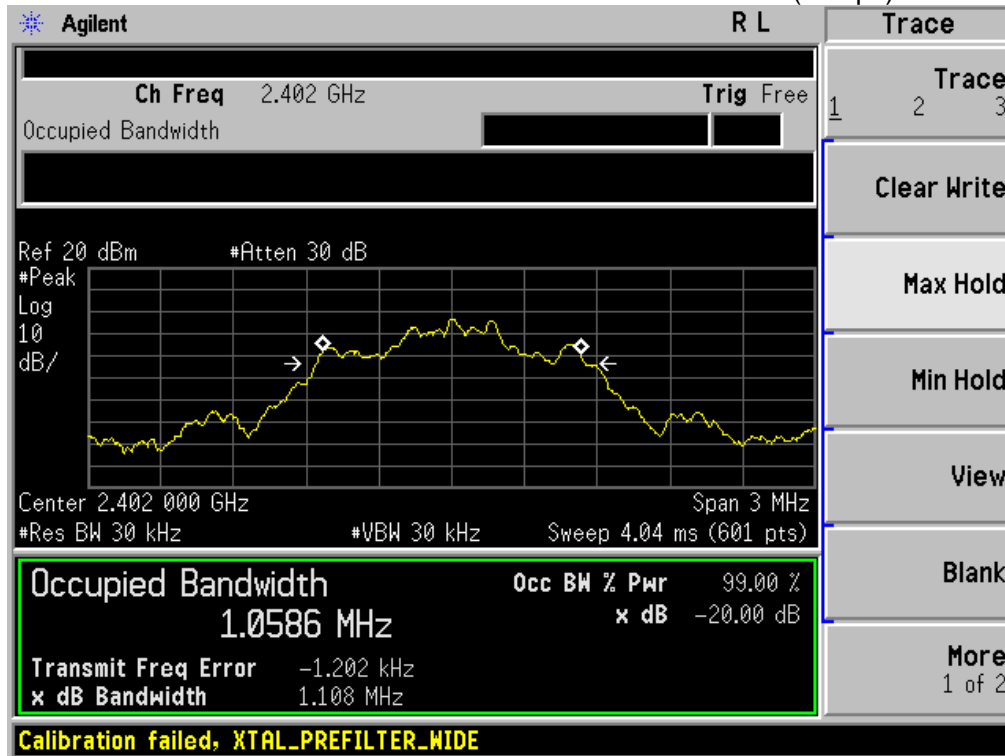 Agilent R L Trace
Ch Freq 2.402 GHz Trig Free
Occupied Bandwidth
Trace
1 2 3
Clear Write
Max Hold
Min Hold
View
Blank
More
1 of 2
Ref 20 dBm #Atten 30 dB
#Peak
Log
10
dB/
Center 2.402 000 GHz Span 3 MHz
#Res BW 30 kHz #VBW 30 kHz Sweep 4.04 ms (601 pts)
Occupied Bandwidth Occ BW % Pwr 99.00 %
1.0586 MHz x dB -20.00 dB
Transmit Freq Error -1.202 kHz
x dB Bandwidth 1.108 MHz
Calibration failed, XTAL_PREFILTER_WIDE